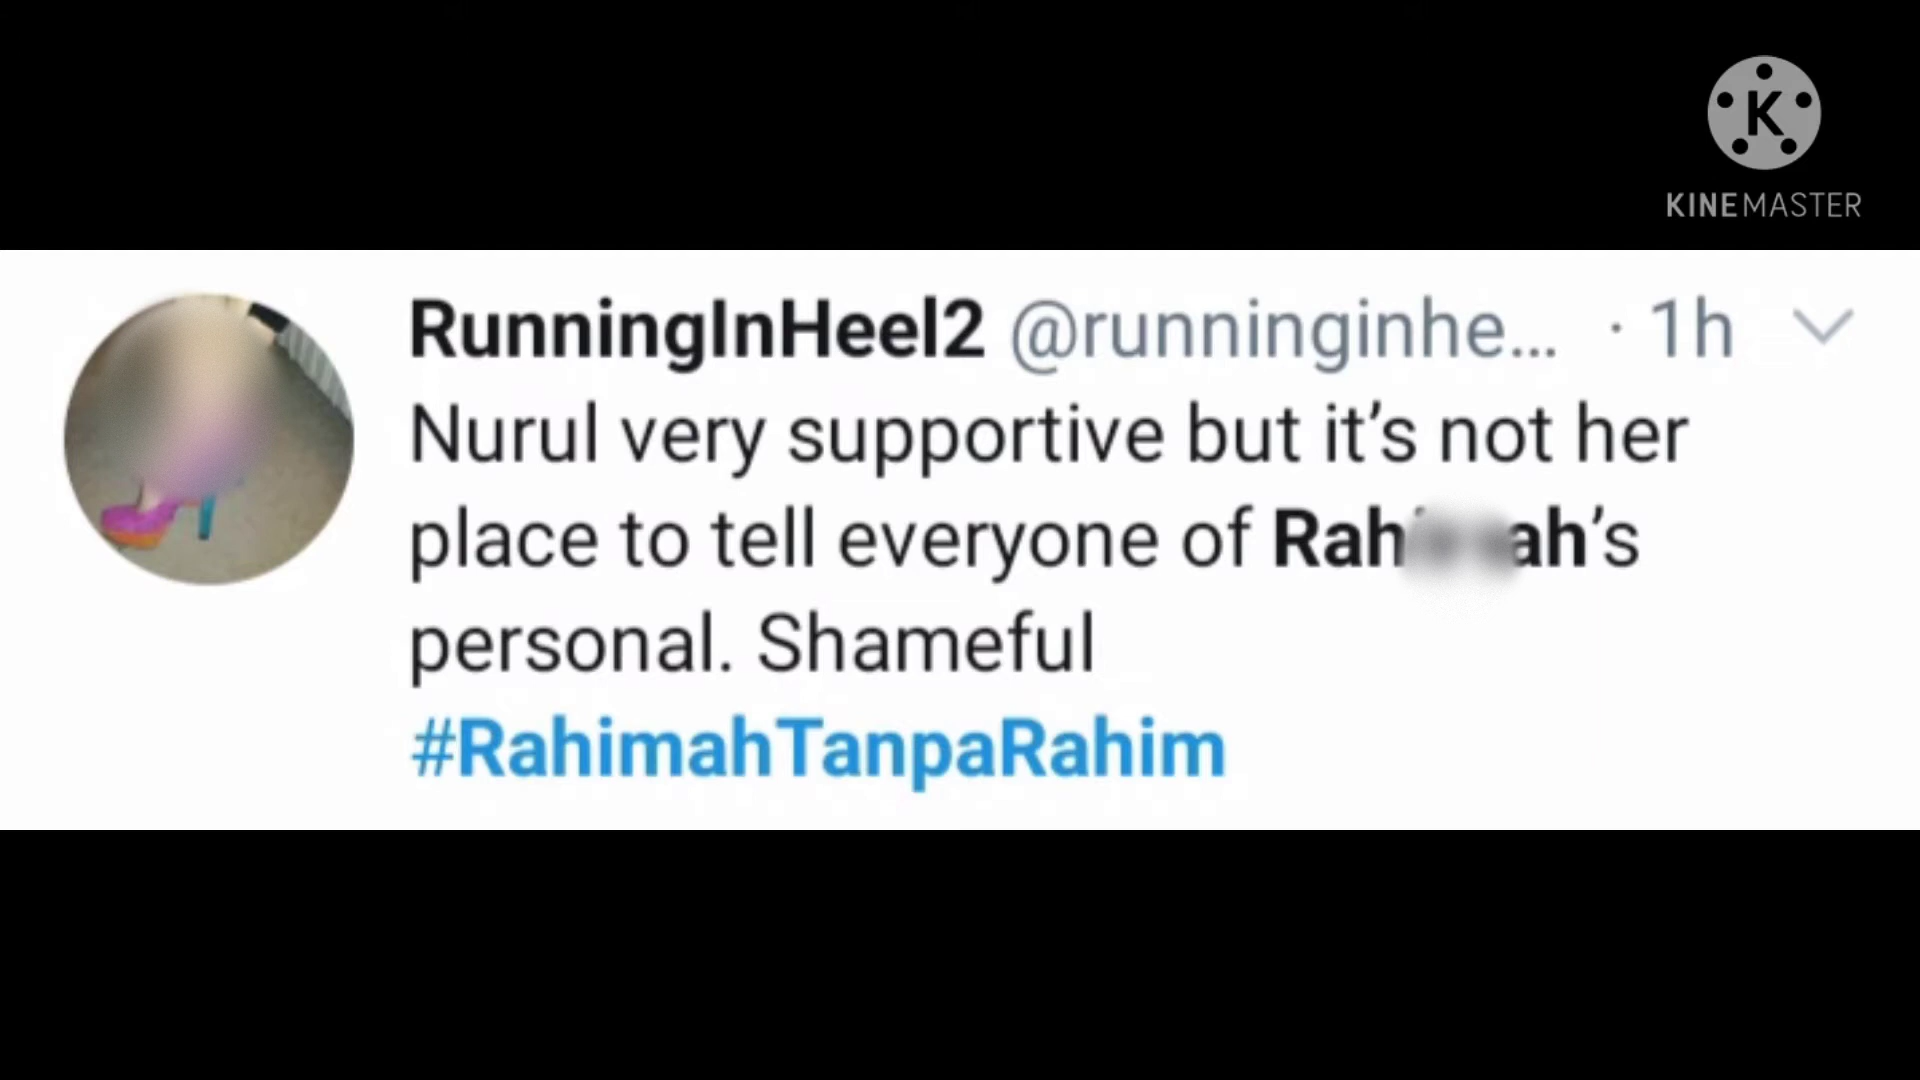 K
KINEMASTER
RunningInHeel2 @runninginhe... · 1h
Nurul very supportive but it's not her
place to tell everyone of 's
personal. Shameful
#RahimahTanpaRahim